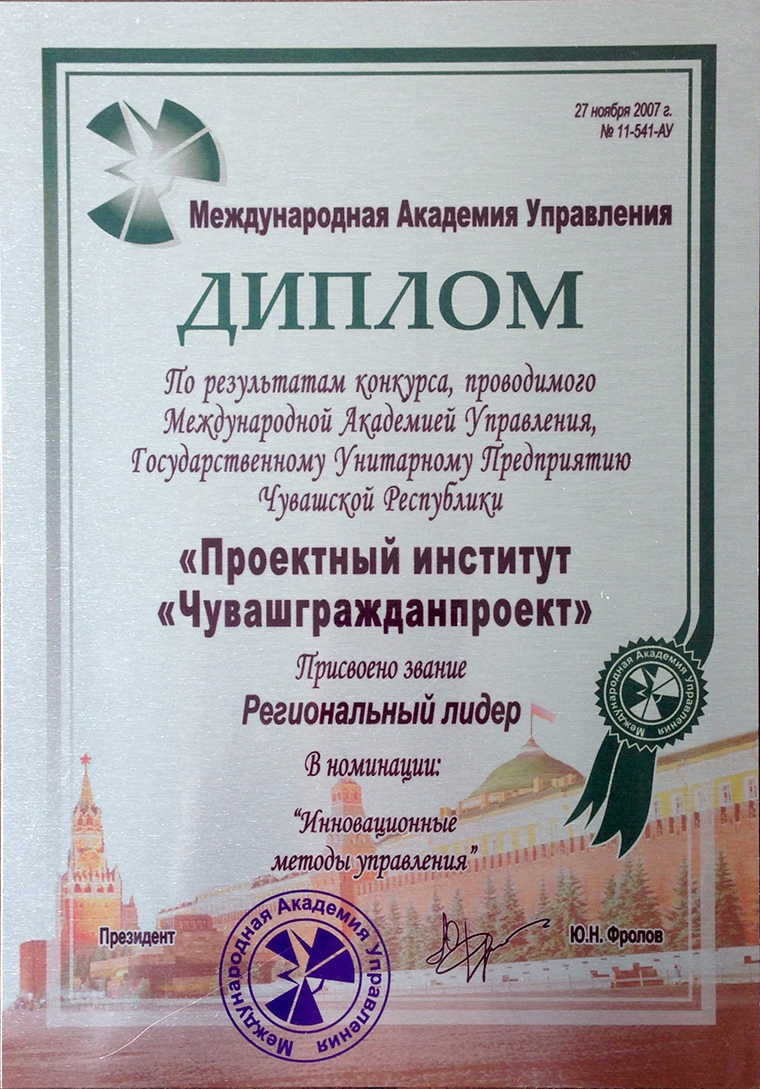 27 ноября 2007 г.
№ 11-541-АУ
Международная Академия Управления
ДИПЛОМ
По результатам конкурса, проводимого
Международной Академией Управления,
Государственному Унитарному Предприятию
Чувашской Республики
«Проектный институт
«Чувашгражданпроект»
Присвоено звание
Региональный лидер
Международная Академия Управления
В номинации:
“Инновационные
методы управления”
Президент
Ю.Н. Фролов
Международная Академия Управления